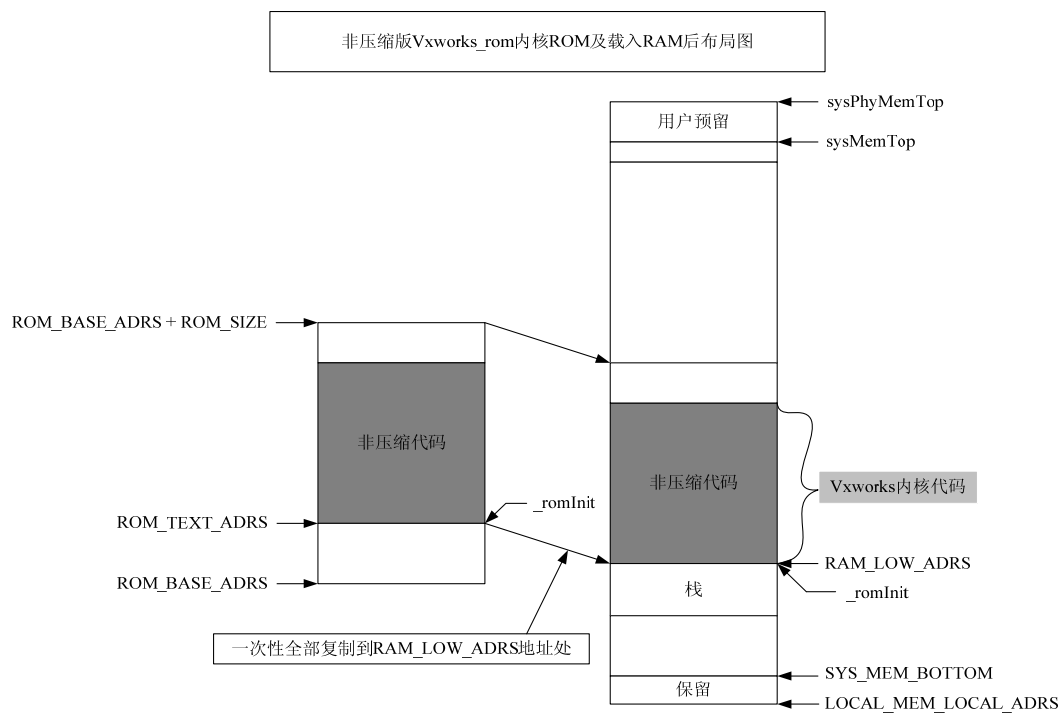 非压缩版Vxworks_rom内核ROM及载入RAM后布局图
sysPhyMemTop
用户预留
sysMemTop
ROM_BASE_ADRS + ROM_SIZE
非压缩代码
非压缩代码
Vxworks内核代码
_romInit
ROM_TEXT_ADRS
RAM_LOW_ADRS
ROM_BASE_ADRS
栈
_romInit
一次性全部复制到RAM_LOW_ADRS地址处
SYS_MEM_BOTTOM
保留
LOCAL_MEM_LOCAL_ADRS